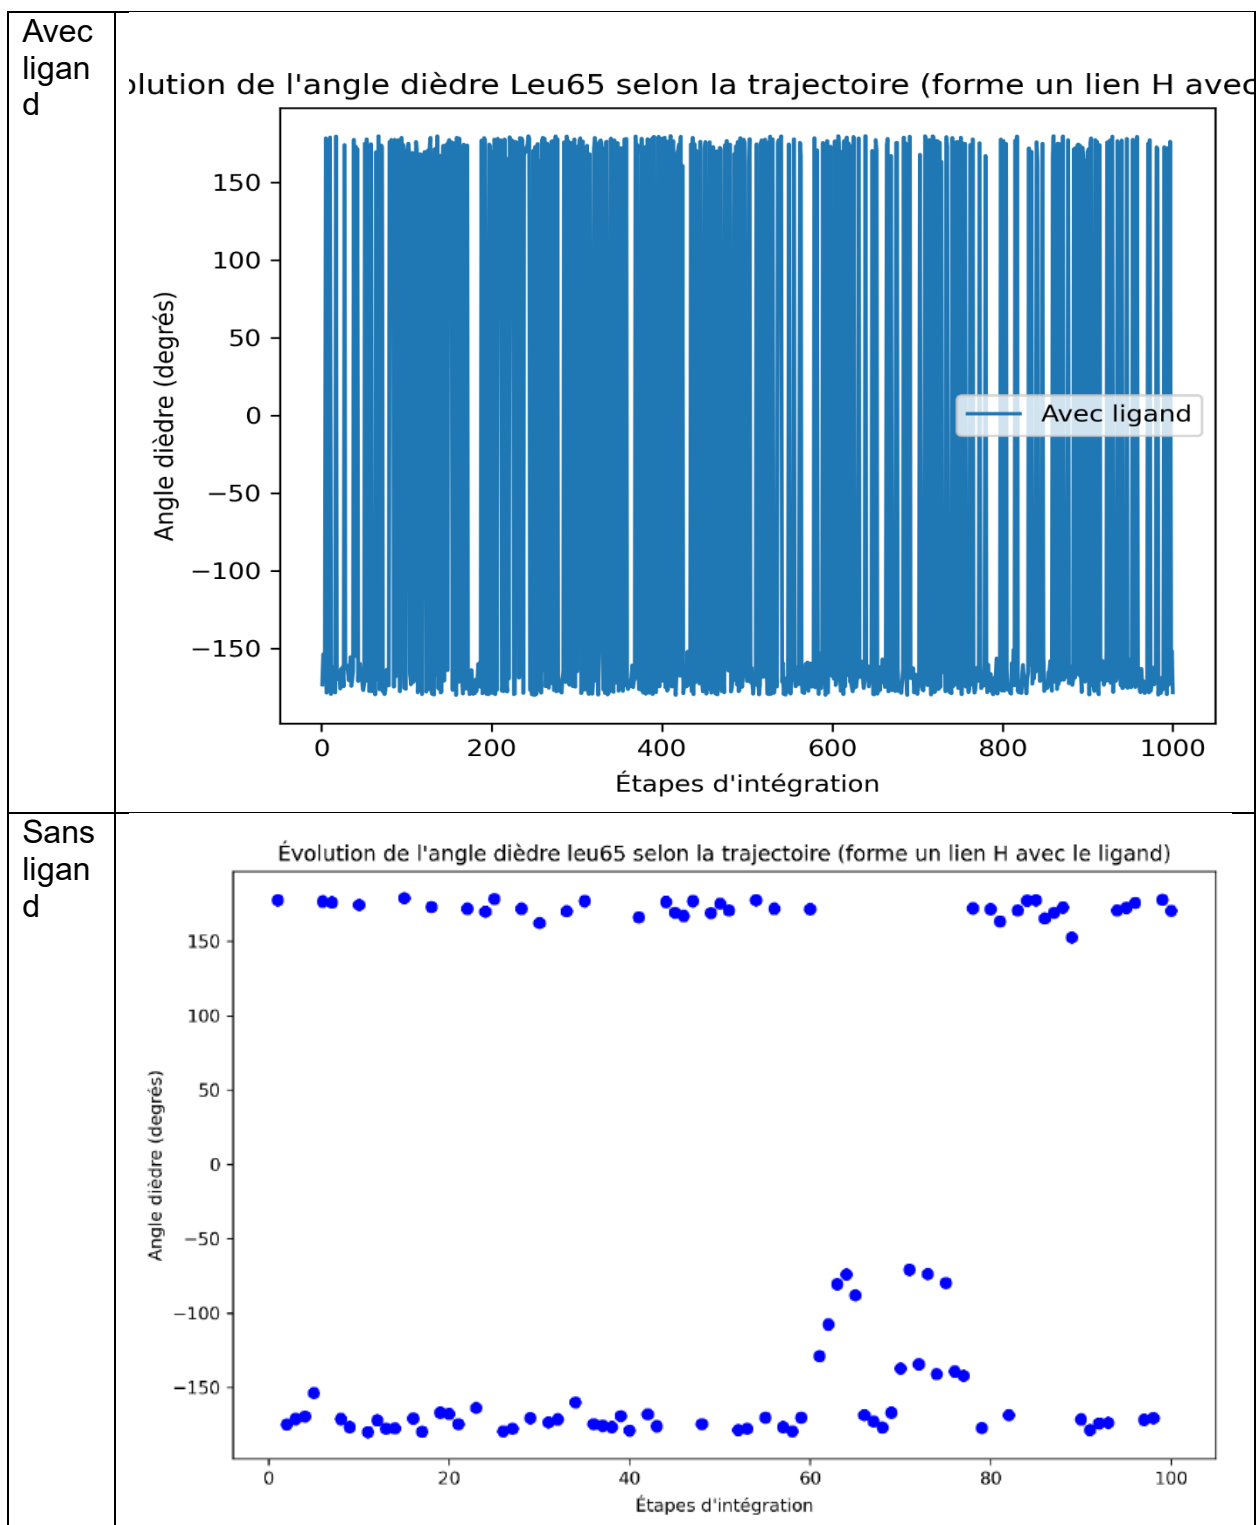 Avec
ligan
d
olution de l'angle dièdre Leu65 selon la trajectoire (forme un lien H avec
150
100
50
0
−50
−100
−150
Angle dièdre (degrés)
Avec ligand
0 200 400 600 800 1000
Étapes d'intégration
Sans
ligan
d
Évolution de l'angle dièdre leu65 selon la trajectoire (forme un lien H avec le ligand)
150
100
50
0
−50
−100
−150
Angle dièdre (degrés)
0 20 40 60 80 100
Étapes d'intégration